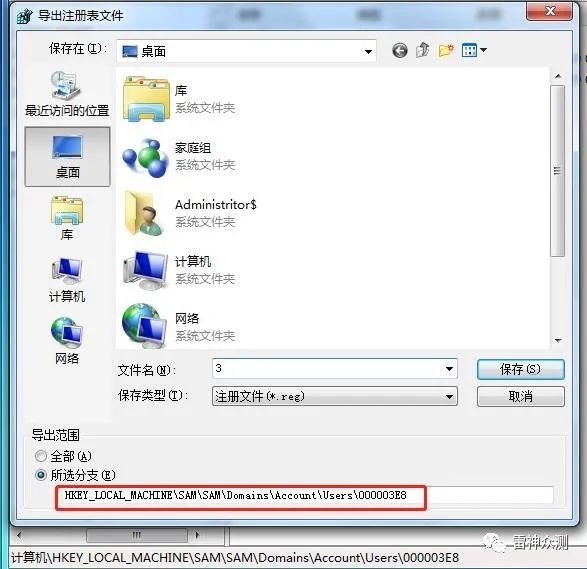 导出注册表文件
保存在(I):
桌面
最近访问的位置
桌面
库
计算机
网络
库
系统文件夹
家庭组
系统文件夹
Administritor$
系统文件夹
计算机
系统文件夹
网络
系统文件夹
文件名(N):
3
保存(S)
保存类型(T):
注册文件(*.reg)
取消
导出范围
全部(A)
所选分支(E)
HKEY_LOCAL_MACHINE\SAM\SAM\Domains\Account\Users\000003E8
雷神众测
计算机\HKEY_LOCAL_MACHINE\SAM\SAM\Domains\Account\Users\000003E8